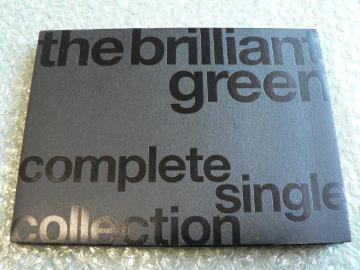 the brilliant
green
complete
single
collection